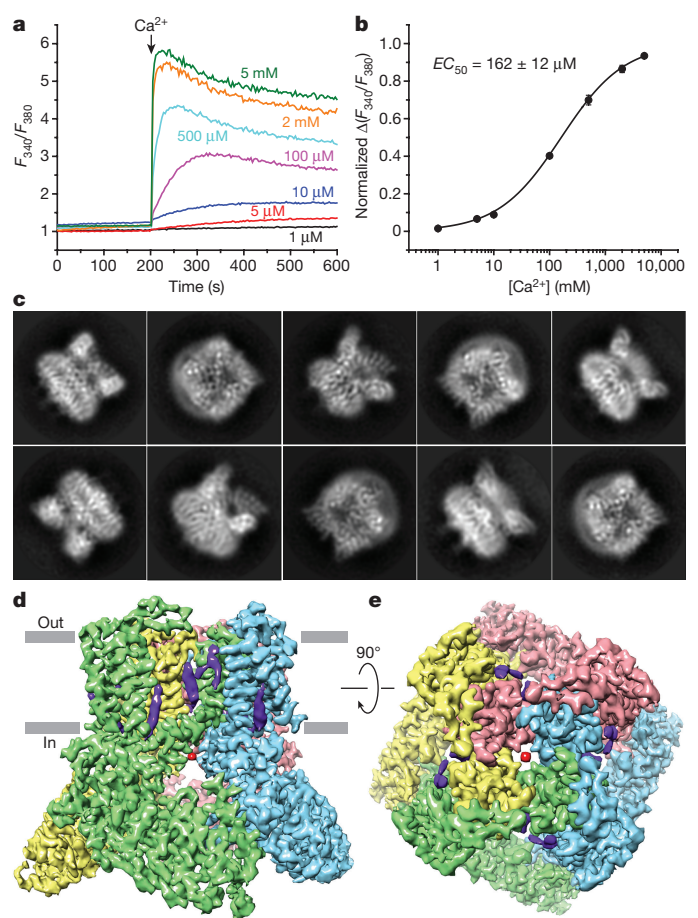 a
Ca²⁺
6
5
4
3
2
1
F₃₄₀/F₃₈₀
5 mM
2 mM
500 μM
100 μM
10 μM
5 μM
1 μM
0 100 200 300 400 500 600
Time (s)
b
EC₅₀ = 162 ± 12 μM
1.0
0.8
0.6
0.4
0.2
0
Normalized Δ(F₃₄₀/F₃₈₀)
1 10 100 1,000 10,000
[Ca²⁺] (mM)
c
d
Out
In
90°
e